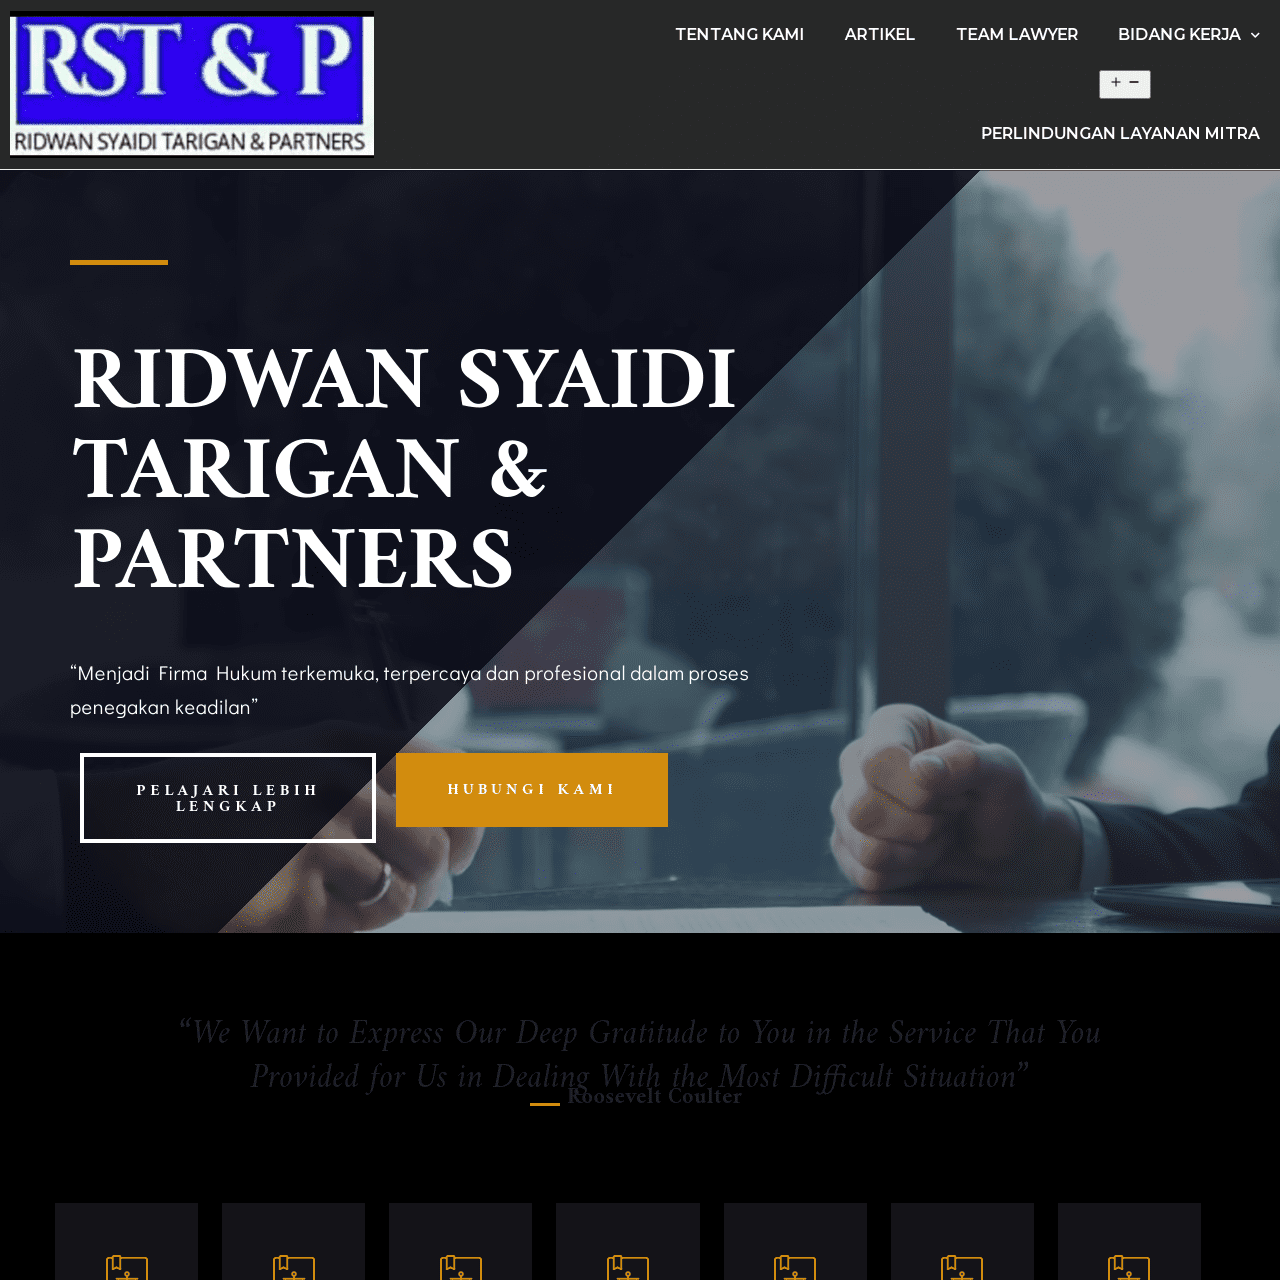 RST & P
RIDWAN SYAIDI TARIGAN & PARTNERS
TENTANG KAMI
ARTIKEL
TEAM LAWYER
BIDANG KERJA
PERLINDUNGAN LAYANAN MITRA
RIDWAN SYAIDI
TARIGAN &
PARTNERS
“Menjadi Firma Hukum terkemuka, terpercaya dan profesional dalam proses
penegakan keadilan”
PELAJARI LEBIH
LENGKAP
HUBUNGI KAMI
“We Want to Express Our Deep Gratitude to You in the Service That You
Provided for Us in Dealing With the Most Difficult Situation”
Roosevelt Coulter